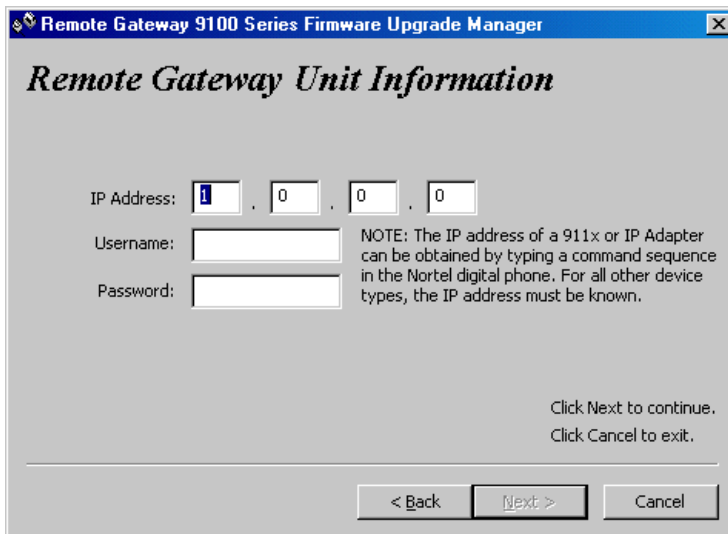 Remote Gateway 9100 Series Firmware Upgrade Manager
Remote Gateway Unit Information
IP Address: 1 . 0 . 0 . 0
Username:
Password:
NOTE: The IP address of a 911x or IP Adapter
can be obtained by typing a command sequence
in the Nortel digital phone. For all other device
types, the IP address must be known.
Click Next to continue.
Click Cancel to exit.
< Back
Next >
Cancel